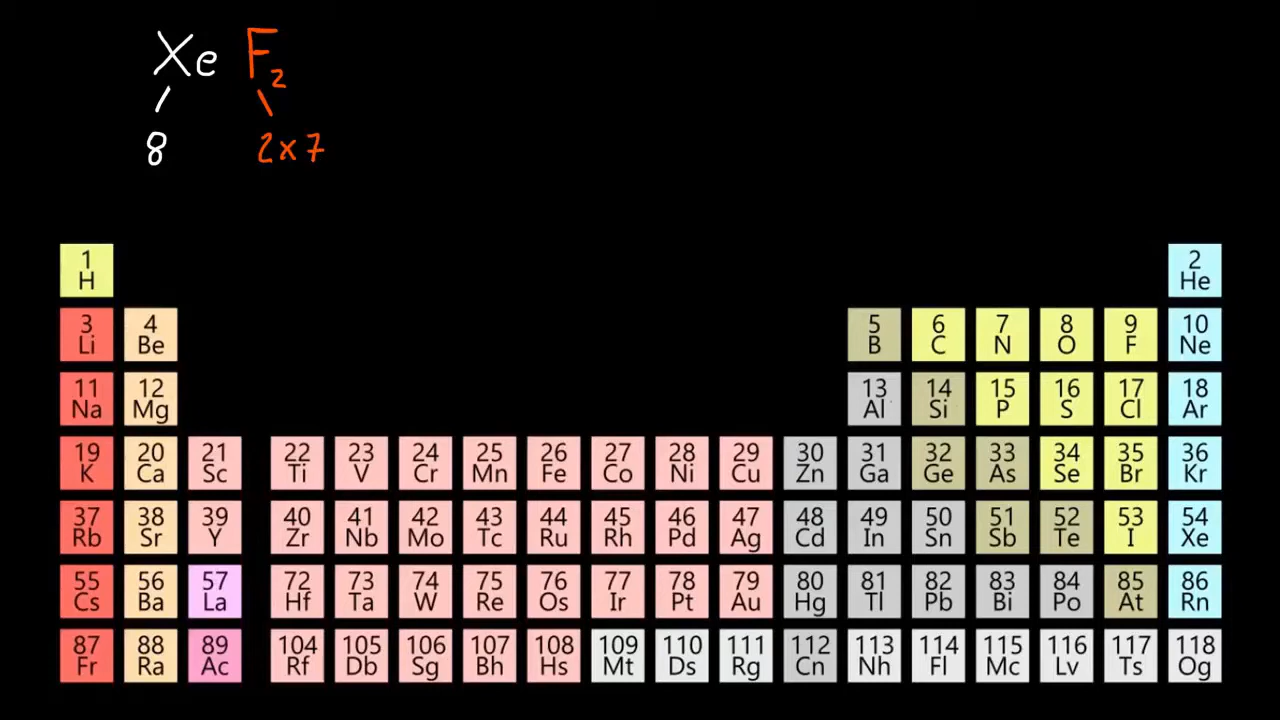 Xe F₂
8 2x7
1 2
H He
3 4 5 6 7 8 9 10
Li Be B C N O F Ne
11 12 13 14 15 16 17 18
Na Mg Al Si P S Cl Ar
19 20 21 22 23 24 25 26 27 28 29 30 31 32 33 34 35 36
K Ca Sc Ti V Cr Mn Fe Co Ni Cu Zn Ga Ge As Se Br Kr
37 38 39 40 41 42 43 44 45 46 47 48 49 50 51 52 53 54
Rb Sr Y Zr Nb Mo Tc Ru Rh Pd Ag Cd In Sn Sb Te I Xe
55 56 57 72 73 74 75 76 77 78 79 80 81 82 83 84 85 86
Cs Ba La Hf Ta W Re Os Ir Pt Au Hg Tl Pb Bi Po At Rn
87 88 89 104 105 106 107 108 109 110 111 112 113 114 115 116 117 118
Fr Ra Ac Rf Db Sg Bh Hs Mt Ds Rg Cn Nh Fl Mc Lv Ts Og